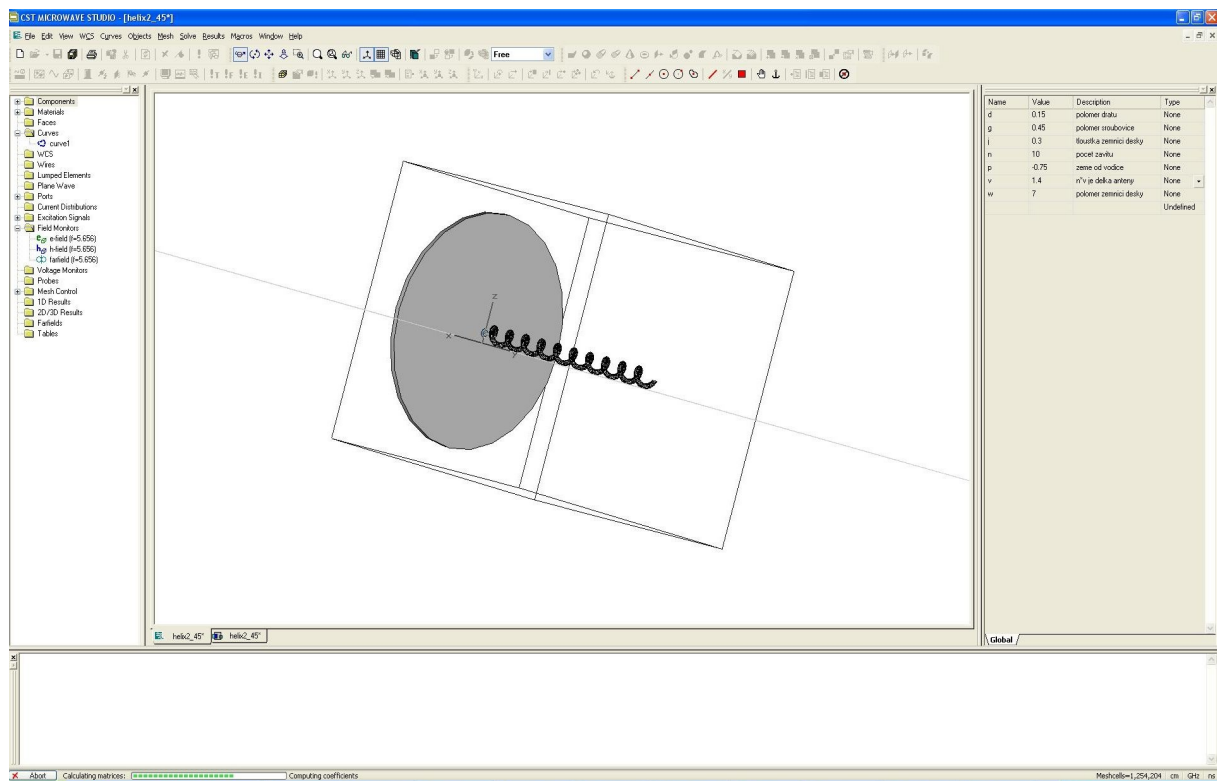 CST MICROWAVE STUDIO - [helix2_45*]
File Edit View WCS Curves Objects Mesh Solve Results Macros Window Help
Free
Components
Materials
Faces
Curves
curve1
WCS
Wires
Lumped Elements
Plane Wave
Ports
Current Distributions
Excitation Signals
Field Monitors
e-field (f=5.656)
h-field (f=5.656)
farfield (f=5.656)
Voltage Monitors
Probes
Mesh Control
1D Results
2D/3D Results
Farfields
Tables
z
x
y
helix2_45* helix2_45*
Name Value Description Type
d 0.15 polomer dratu None
g 0.45 polomer sroubovice None
j 0.3 tloustka zemnici desky None
n 10 pocet zavitu None
p -0.75 zeme od vodice None
v 1.4 n*v je delka anteny None
w 7 polomer zemnici desky None
Undefined
Global
Abort Calculating matrices: Computing coefficients Meshcells=1,254,204 cm GHz ns